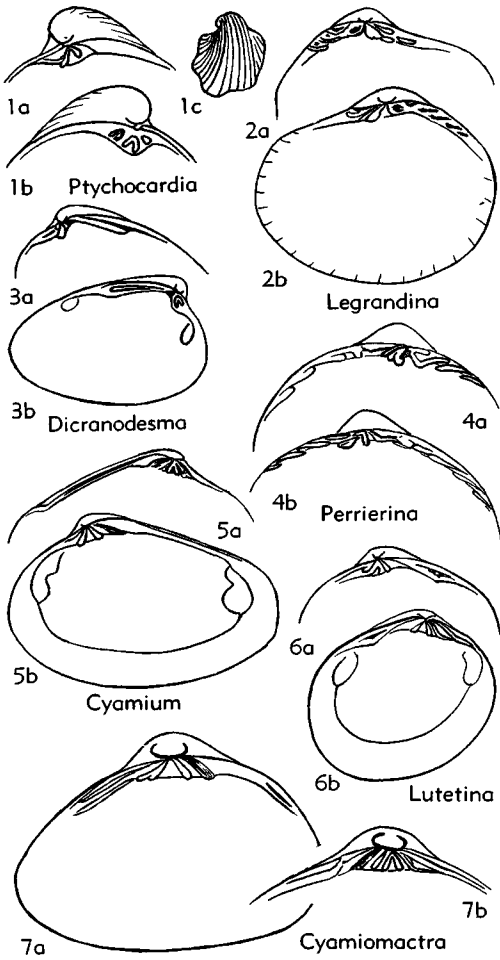 1a
1c
1b
Ptychocardia
2a
2b
Legrandina
3a
3b
Dicranodesma
4a
4b
Perrierina
5a
5b
Cyamium
6a
6b
Lutetina
7a
7b
Cyamiomactra